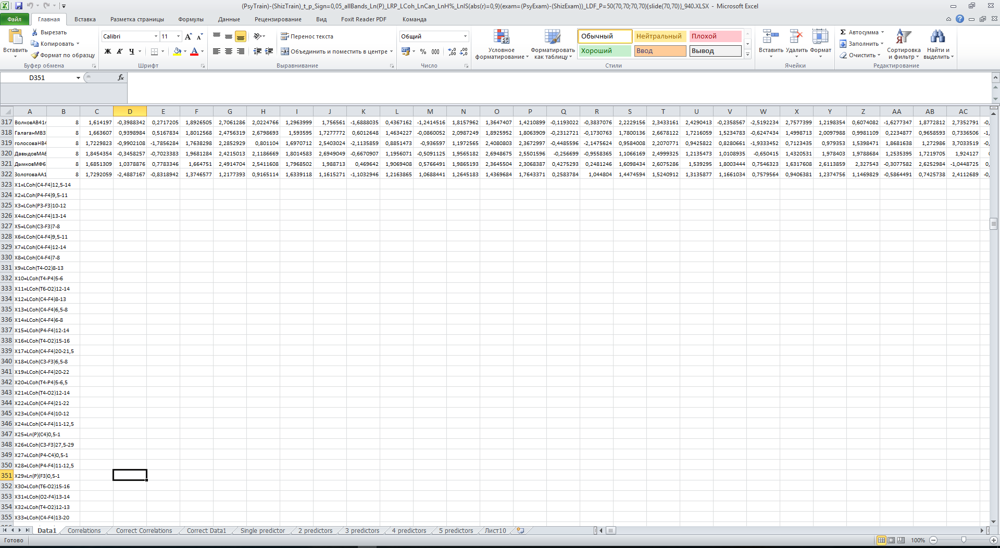 (PsyTrain)-(ShizTrain)_t_p_Sign=0,05_allBands_Ln(P)_LRP_LCoh_LnCan_LnH%_LnIS(abs(r)=0,9)(exam=(PsyExam)-(ShizExam))_LDF_P=50(70,70;70,70){slide(70,70)}_940.XLSX - Microsoft Excel
Файл Главная Вставка Разметка страницы Формулы Данные Рецензирование Вид Foxit Reader PDF Команда
Вставить
Вырезать
Копировать
Формат по образцу
Буфер обмена
Calibri 11
Ж К Ч
Шрифт
Перенос текста
Объединить и поместить в центре
Выравнивание
Общий
% 000
Число
Условное форматирование
Форматировать как таблицу
Обычный Нейтральный Плохой
Хороший Ввод Вывод
Стили
Вставить Удалить Формат
Ячейки
Σ Автосумма
Заполнить
Очистить
Сортировка и фильтр
Найти и выделить
Редактирование
D351 fx
A B C D E F G H I J K L M N O P Q R S T U V W X Y Z AA AB AC
317 ВолковАВ41г 8 1,614197 -0,3988342 0,2717205 1,8926505 2,7061286 2,0224766 1,2963999 1,756561 -1,6888035 0,4367162 -1,2414516 1,8157962 1,3647407 1,4210899 -0,1193022 -0,3837076 2,2229156 2,3433161 2,4290413 -0,2358567 -2,5192234 2,7577399 1,2198354 0,6074082 -1,6277347 1,8772812 2,7352791 -0,
318 ГалаганМВ3 8 1,663607 0,9398984 0,5167834 1,8012568 2,4756319 2,6798693 1,593595 1,7277772 0,6012648 1,4634227 -0,0860052 2,0987249 1,8925952 1,8063909 -0,2312721 -0,1730763 1,7800136 2,6678122 1,7216059 1,5234783 -0,6247434 1,4998713 2,0097988 0,9981109 0,2234877 0,9658593 0,7336506 -1,
319 голосоваНВ4 8 1,7229823 -0,9902108 -1,7856284 1,7638298 2,2852929 0,801104 1,6970712 2,5403024 -2,1135859 0,8851473 -0,936597 1,1972565 2,4080803 2,3672997 -0,4485596 -2,1475624 0,9584008 2,2070771 0,9425822 0,8280661 -1,9333452 0,7123435 0,979353 1,5398471 1,8681638 1,272986 3,7033519 -0,
320 ДавыдовМА6 8 1,8454354 -0,3458257 -0,7023383 1,9681284 2,4215013 2,1186669 1,8014583 2,6949049 -0,6670907 1,1956071 -0,5091125 1,9565182 2,6948675 2,5501596 -0,256699 -0,9558365 1,1066169 2,4999325 1,2135473 1,0108935 -0,650415 1,4320531 1,978403 1,9788684 1,2535395 1,7219705 1,924127
321 ДымковМФ6 8 1,6851309 1,0378876 0,7783346 1,664751 2,4914704 2,5411608 1,7968502 1,988713 0,469642 1,9069408 0,5766491 1,9865193 2,3645504 2,3068387 0,4275293 0,2481246 1,6098434 2,6075286 1,539295 1,8003444 0,7546323 1,6317608 2,6113859 2,327543 -0,3077582 2,6252984 -1,0448725 0,
322 ЗолотоваАА1 8 1,7292059 -2,4887167 -0,8318942 1,3746577 1,2177393 0,9165114 1,6339118 1,1615271 -1,1032946 1,2163865 1,0688441 1,2645183 1,4369684 1,7643371 0,2583784 1,044804 1,4474594 1,5240912 1,3135877 1,1661034 0,7579564 0,9406381 1,2374756 1,1469829 -0,5864491 0,7425738 2,4112689 -0,
323 X1=LCoh(C4-F4)12,5-14
324 X2=LCoh(P4-F4)9,5-11
325 X3=LCoh(P3-F3)10-12
326 X4=LCoh(C4-F4)13-14
327 X5=LCoh(C3-F3)7-8
328 X6=LCoh(C4-F4)9,5-11
329 X7=LCoh(C4-F4)12-14
330 X8=LCoh(C4-F4)7-8
331 X9=LCoh(T4-O2)8-13
332 X10=LCoh(T4-P4)5-6
333 X11=LCoh(T6-O2)12-14
334 X12=LCoh(C4-F4)8-13
335 X13=LCoh(C4-F4)6,5-8
336 X14=LCoh(C4-F4)6-8
337 X15=LCoh(P4-F4)12-14
338 X16=LCoh(T4-O2)15-16
339 X17=LCoh(C4-F4)20-21,5
340 X18=LCoh(C3-F3)6,5-8
341 X19=LCoh(C4-F4)20-22
342 X20=LCoh(T4-P4)5-6,5
343 X21=LCoh(T4-O2)12-14
344 X22=LCoh(C4-F4)21-22
345 X23=LCoh(C4-F4)10-12
346 X24=LCoh(C4-F4)11-12,5
347 X25=Ln(P)(C4)0,5-1
348 X26=LCoh(C3-F3)27,5-29
349 X27=LCoh(P4-C4)0,5-1
350 X28=LCoh(P4-F4)11-12,5
351 X29=Ln(P)(F3)0,5-1
352 X30=LCoh(T6-O2)15-16
353 X31=LCoh(O2-F4)13-14
354 X32=LCoh(T4-O2)12-13
355 X33=LCoh(C4-F4)13-20
Data1 Correlations Correct Correlations Correct Data1 Single predictor 2 predictors 3 predictors 4 predictors 5 predictors Лист10
Готово 100%